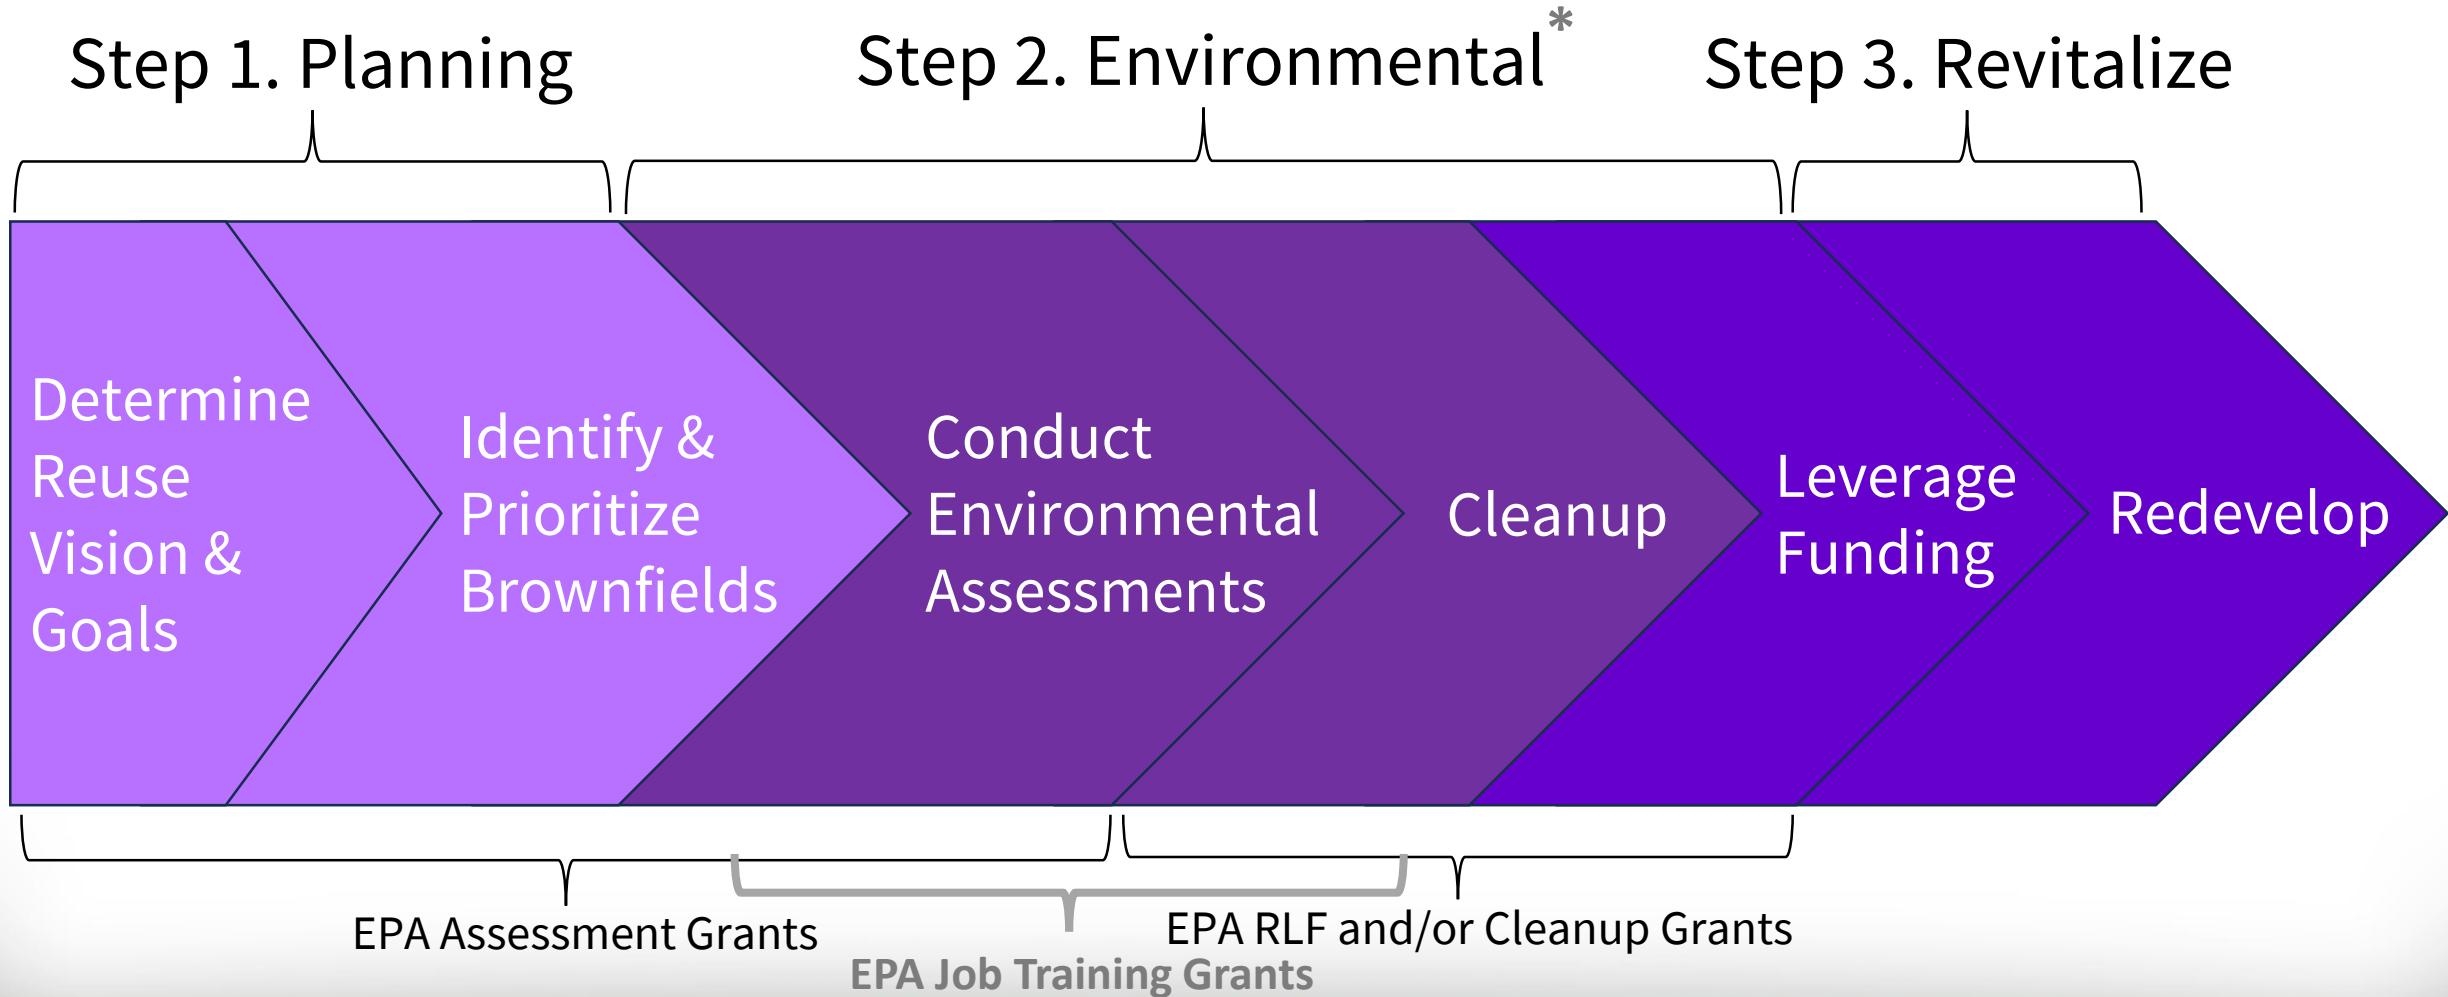 Step 1. Planning
Step 2. Environmental*
Step 3. Revitalize
Determine
Reuse
Vision &
Goals
Identify &
Prioritize
Brownfields
Conduct
Environmental
Assessments
Cleanup
Leverage
Funding
Redevelop
EPA Assessment Grants
EPA RLF and/or Cleanup Grants
EPA Job Training Grants